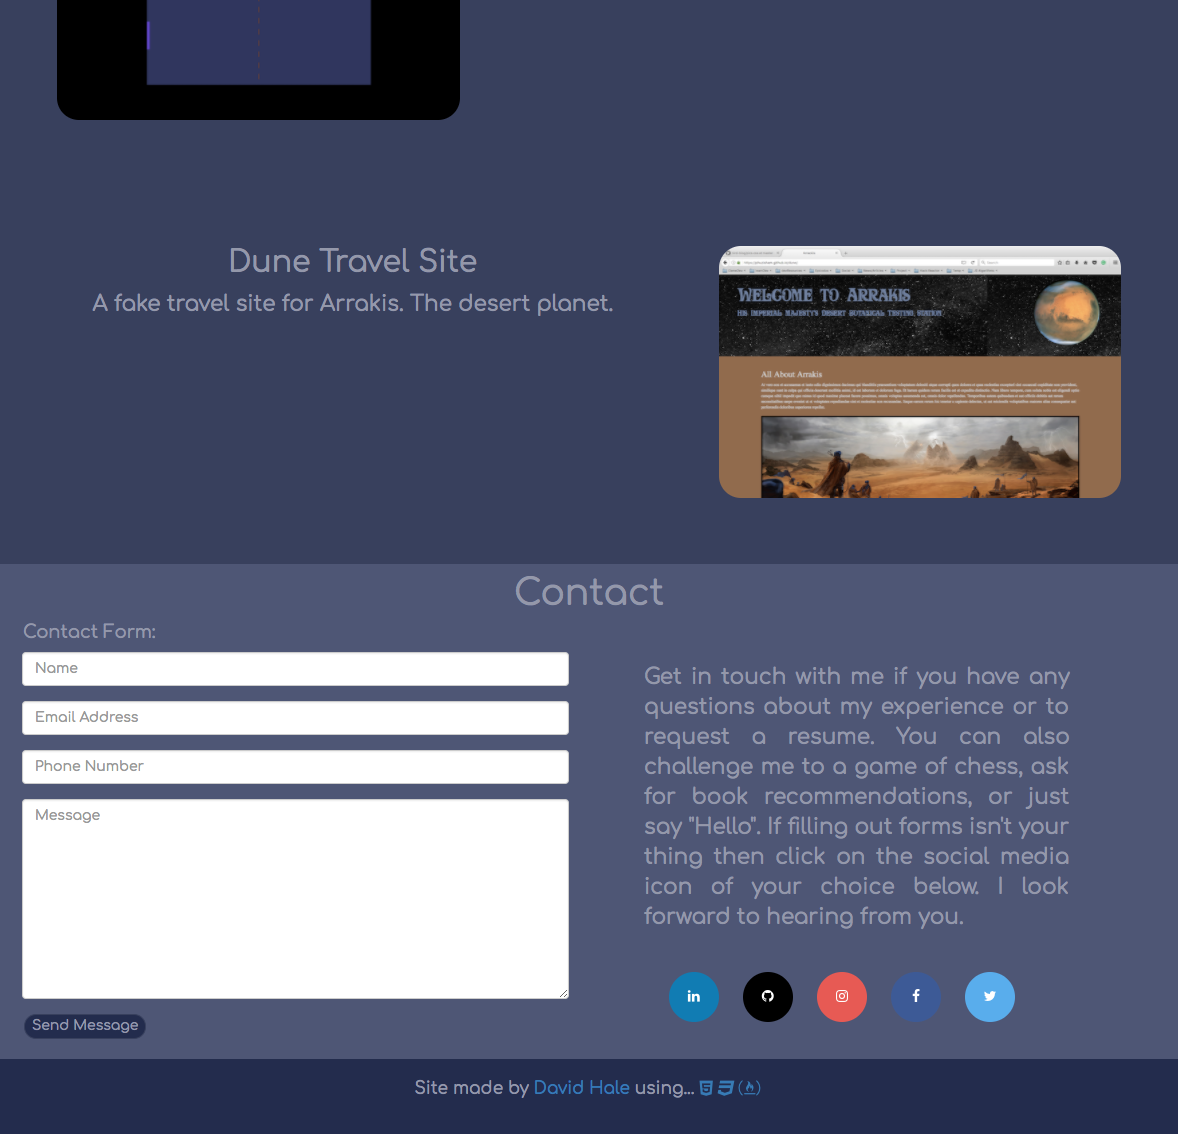 Dune Travel Site
A fake travel site for Arrakis. The desert planet.
Welcome to Arrakis
His Imperial Majesty's Desert Botanical Testing Station
All About Arrakis
Contact
Contact Form:
Name
Email Address
Phone Number
Message
Send Message
Get in touch with me if you have any
questions about my experience or to
request a resume. You can also
challenge me to a game of chess, ask
for book recommendations, or just
say "Hello". If filling out forms isn't your
thing then click on the social media
icon of your choice below. I look
forward to hearing from you.
in
f
Site made by David Hale using...